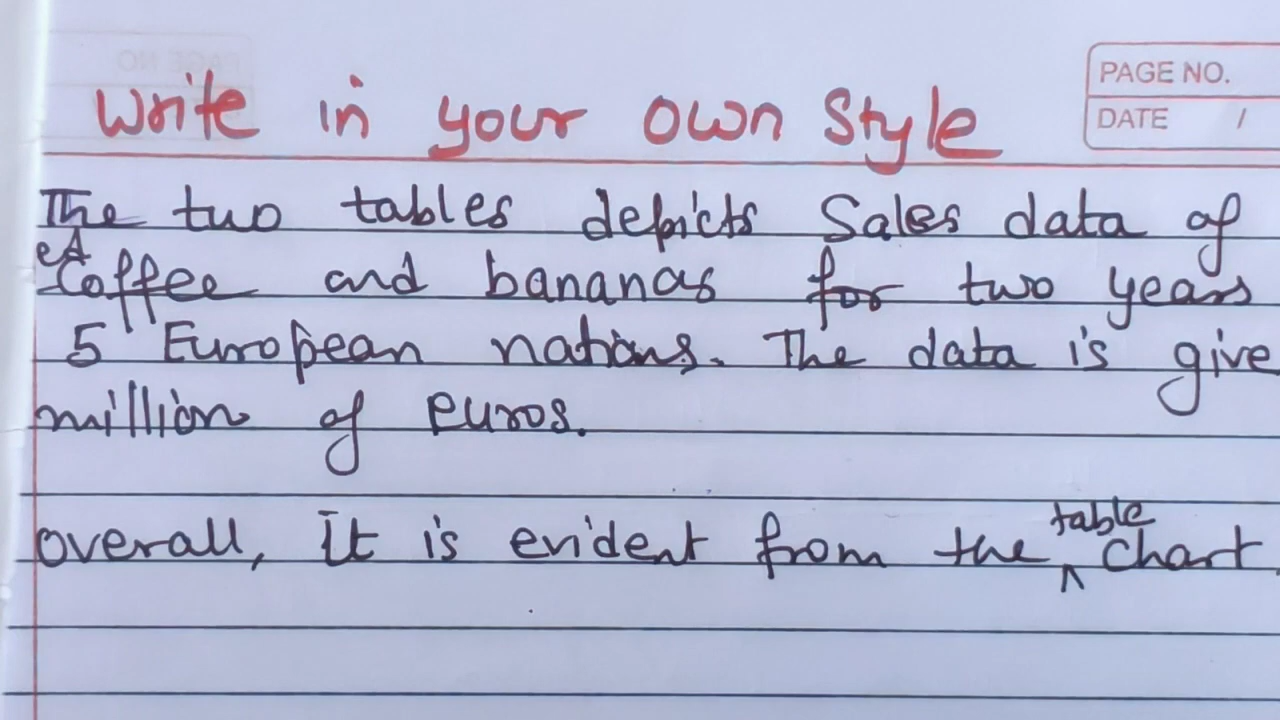 PAGE NO.
DATE /
Write in your own Style
The two tables depicts Sales data of
Coffee and bananas for two years
5 European nations. The data is give
million of euros.
overall, It is evident from the table chart